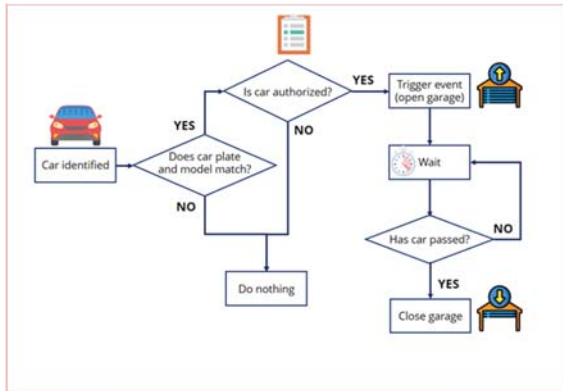 Car identified
Does car plate
and model match?
YES
NO
Is car authorized?
YES
NO
Do nothing
Trigger event
(open garage)
Wait
Has car passed?
NO
YES
Close garage